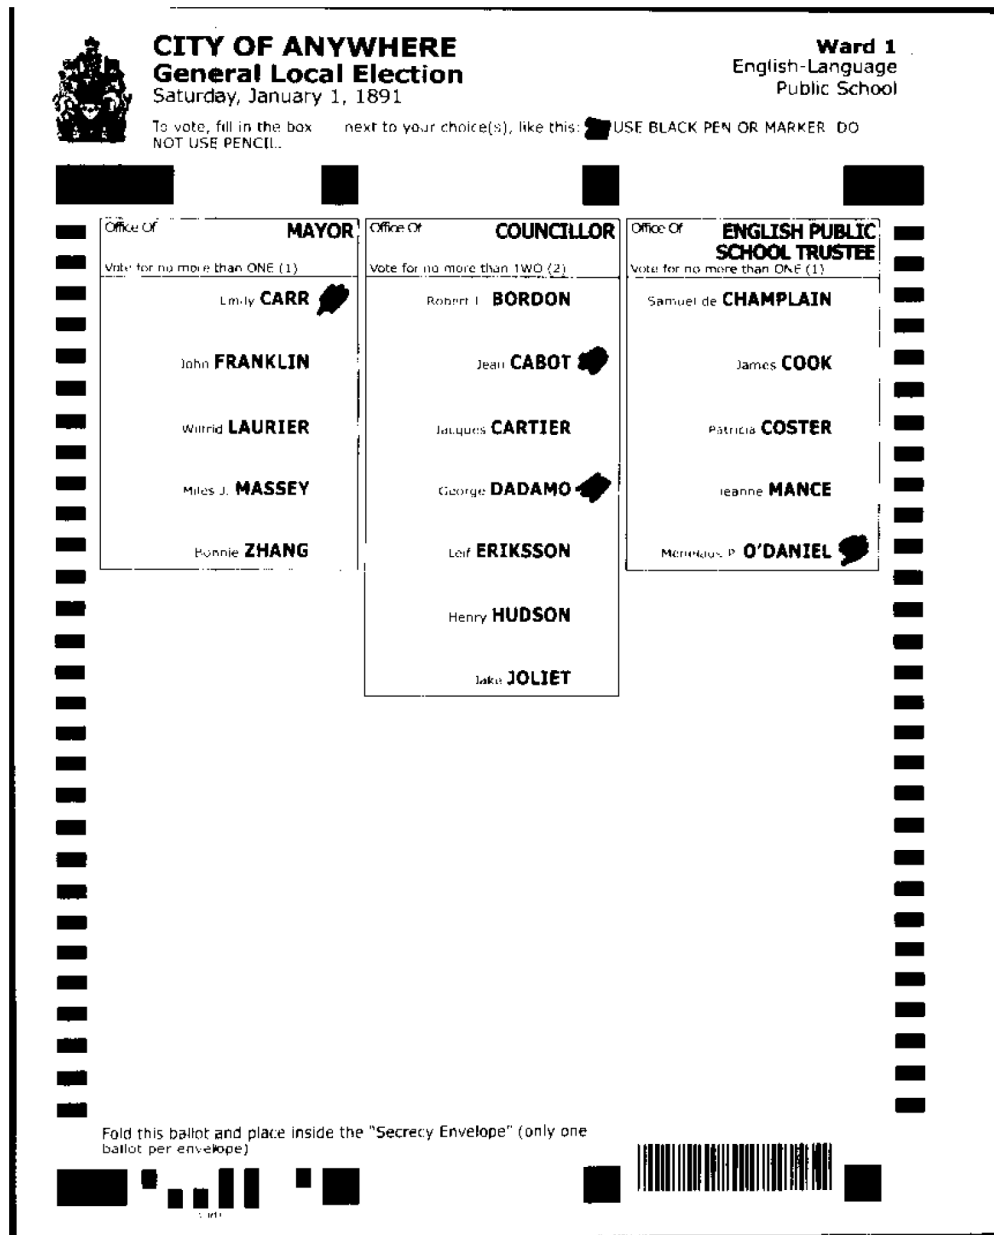 CITY OF ANYWHERE
General Local Election
Saturday, January 1, 1891
Ward 1
English-Language
Public School
To vote, fill in the box next to your choice(s), like this: USE BLACK PEN OR MARKER DO
NOT USE PENCIL.
Office Of MAYOR
Vote for no more than ONE (1)
Emily CARR
John FRANKLIN
Wilfrid LAURIER
Miles J. MASSEY
Bonnie ZHANG
Office Of COUNCILLOR
Vote for no more than TWO (2)
Robert L. BORDON
Jean CABOT
Jacques CARTIER
George DADAMO
Leif ERIKSSON
Henry HUDSON
Jake JOLIET
Office Of ENGLISH PUBLIC
SCHOOL TRUSTEE
Vote for no more than ONE (1)
Samuel de CHAMPLAIN
James COOK
Patricia COSTER
Jeanne MANCE
P. O'DANIEL
Fold this ballot and place inside the "Secrecy Envelope" (only one
ballot per envelope)